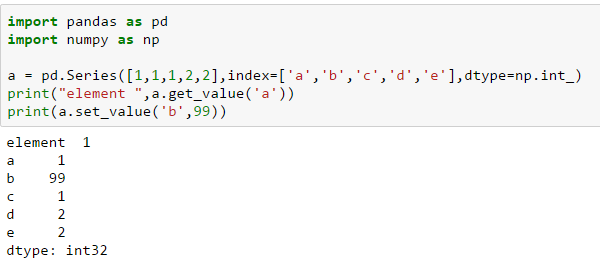 import pandas as pd
import numpy as np
a = pd.Series([1,1,1,2,2],index=['a','b','c','d','e'],dtype=np.int_)
print("element ",a.get_value('a'))
print(a.set_value('b',99))
element  1
a     1
b    99
c     1
d     2
e     2
dtype: int32